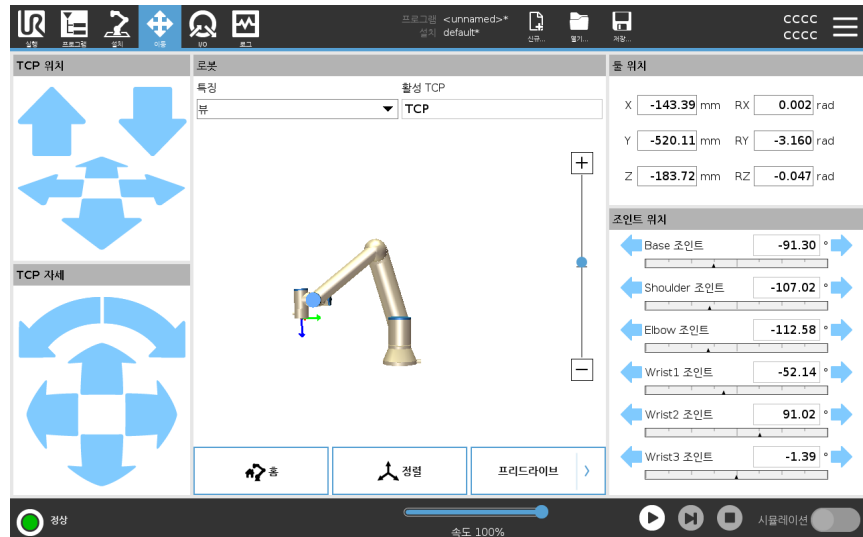 UR
실행 프로그램 설치 이동 I/O 로그
프로그램 <unnamed>*
설치 default*
신규... 열기... 저장...
cccc
cccc
TCP 위치
로봇
툴 위치
특징
활성 TCP
뷰
TCP
X -143.39 mm RX 0.002 rad
Y -520.11 mm RY -3.160 rad
Z -183.72 mm RZ -0.047 rad
조인트 위치
Base 조인트 -91.30 °
Shoulder 조인트 -107.02 °
Elbow 조인트 -112.58 °
Wrist1 조인트 -52.14 °
Wrist2 조인트 91.02 °
Wrist3 조인트 -1.39 °
TCP 자세
홈
정렬
프리드라이브
정상
속도 100%
시뮬레이션